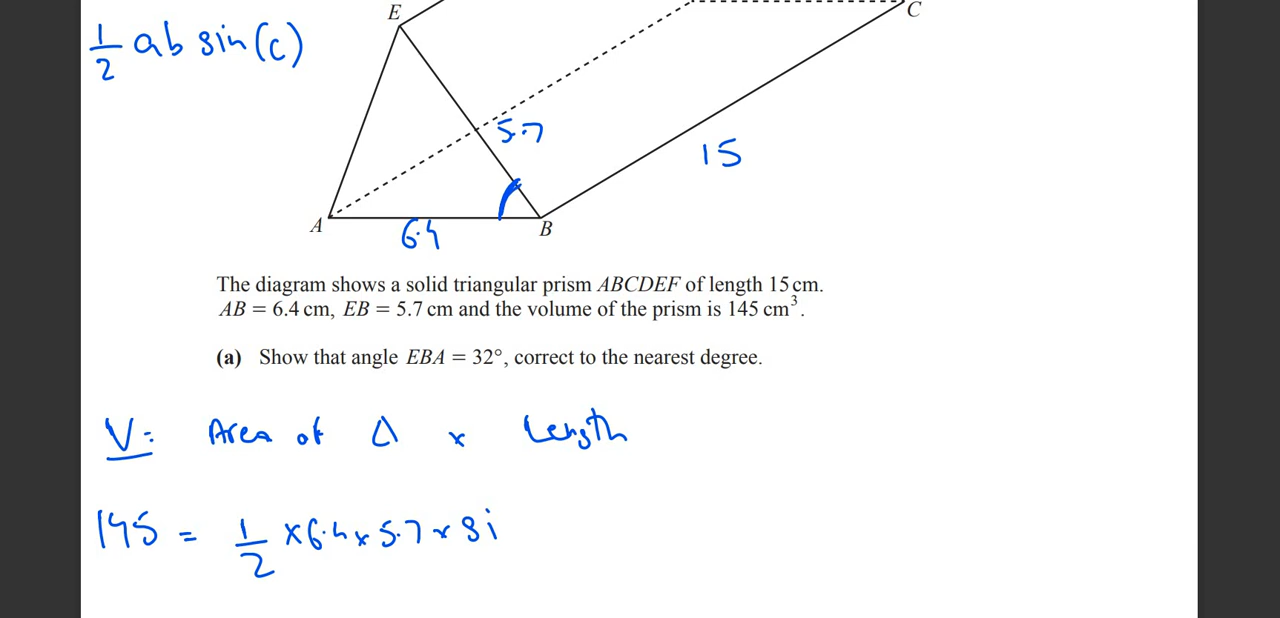 1/2 ab sin(c)
E
C
5.7
15
A
6.4
B
The diagram shows a solid triangular prism ABCDEF of length 15 cm.
AB = 6.4 cm, EB = 5.7 cm and the volume of the prism is 145 cm³.
(a) Show that angle EBA = 32°, correct to the nearest degree.
V: Area of Δ × Length
145 = 1/2 × 6.4 × 5.7 × si